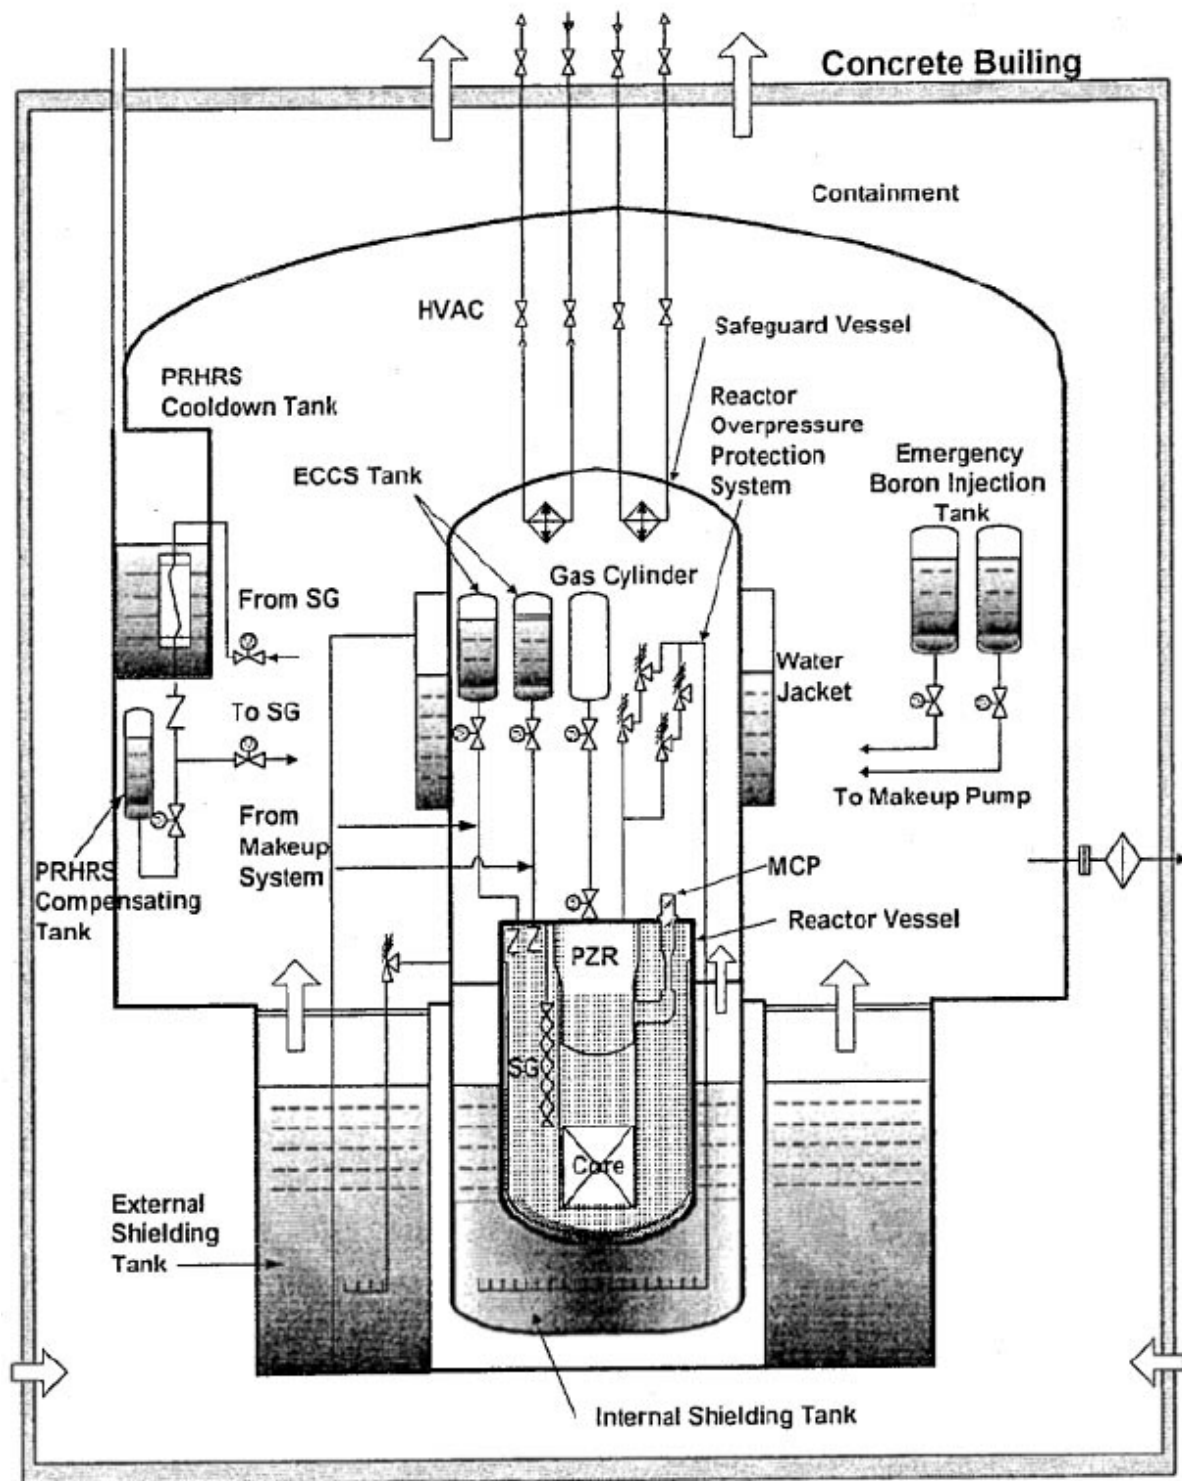 Concrete Builing
Containment
HVAC
Safeguard Vessel
PRHRS
Cooldown Tank
Reactor
Overpressure
Protection
System
ECCS Tank
Emergency
Boron Injection
Tank
Gas Cylinder
From SG
Water
Jacket
To SG
To Makeup Pump
From
Makeup
System
MCP
PRHRS
Compensating
Tank
Reactor Vessel
PZR
SG
Core
External
Shielding
Tank
Internal Shielding Tank